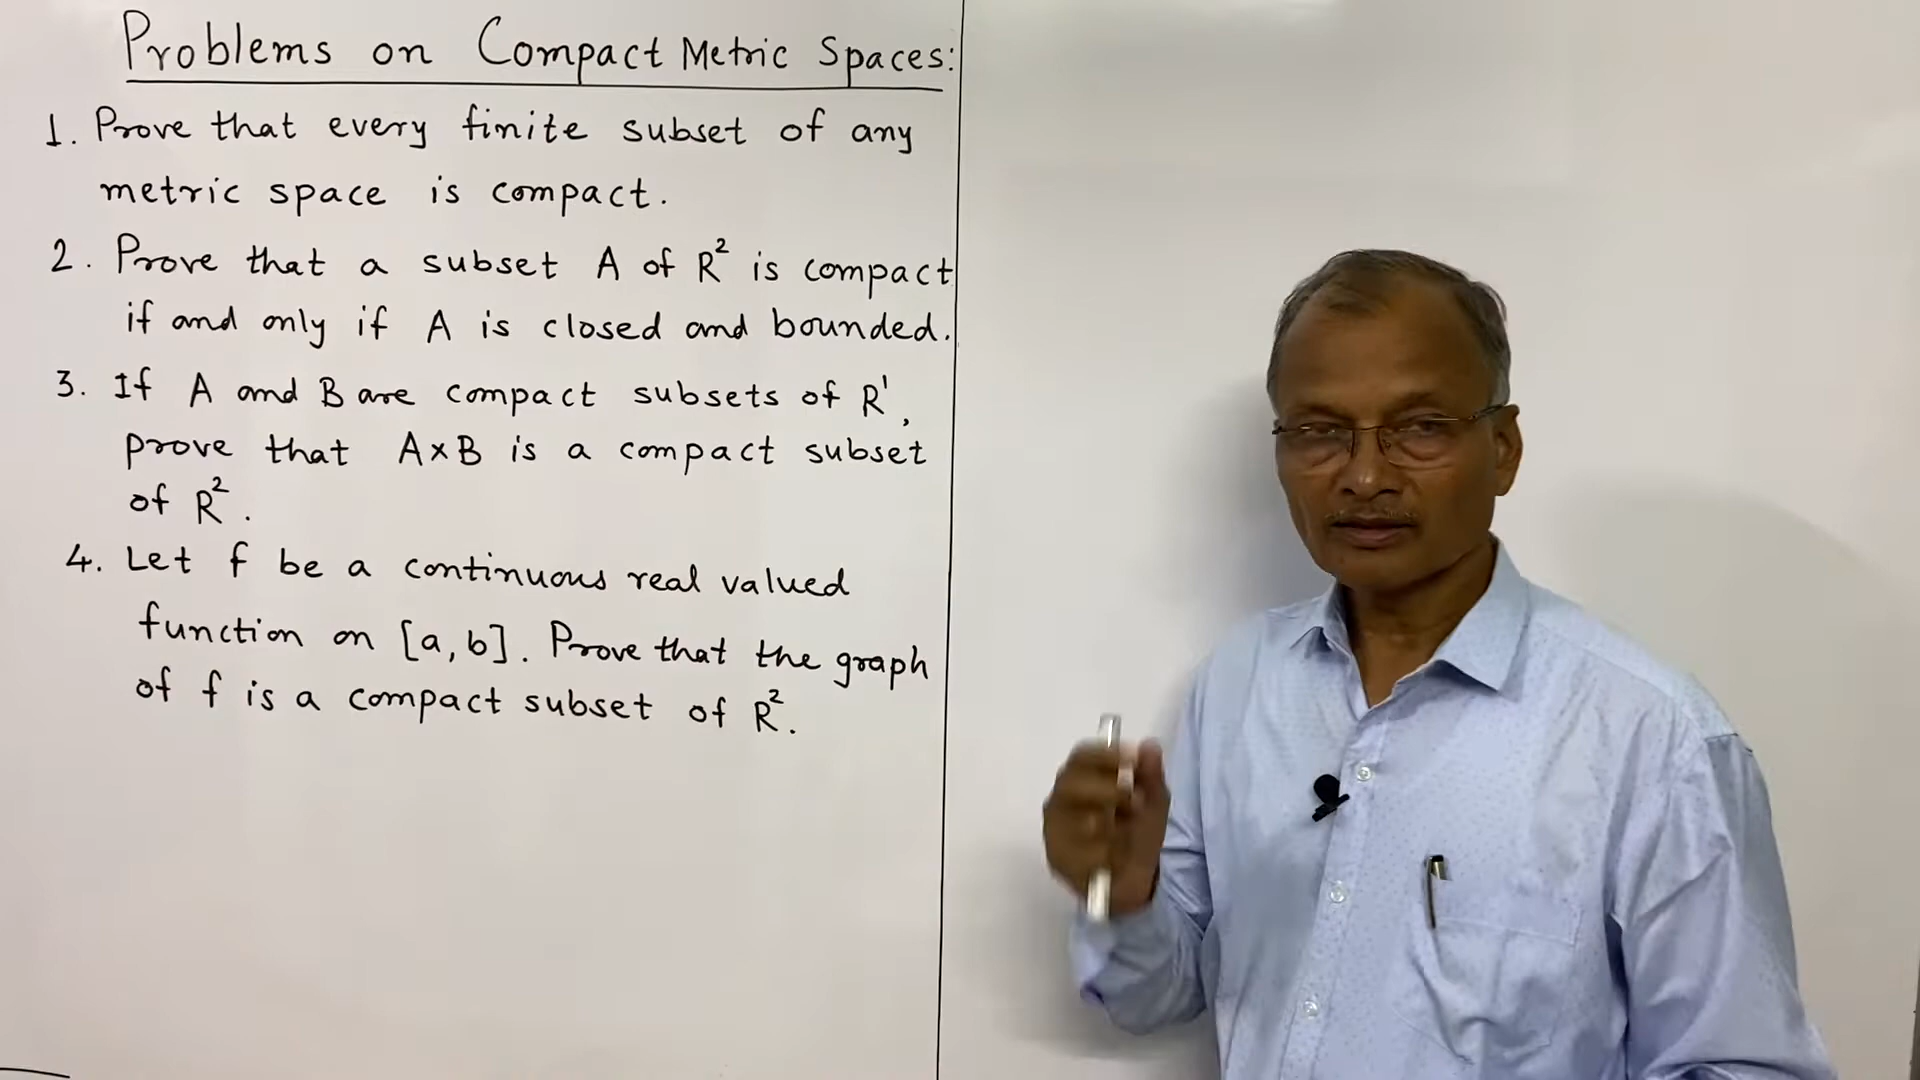 Problems on Compact Metric Spaces:
1. Prove that every finite subset of any
metric space is compact.
2. Prove that a subset A of R² is compact
if and only if A is closed and bounded.
3. If A and B are compact subsets of R¹,
prove that A×B is a compact subset
of R².
4. Let f be a continuous real valued
function on [a, b]. Prove that the graph
of f is a compact subset of R².